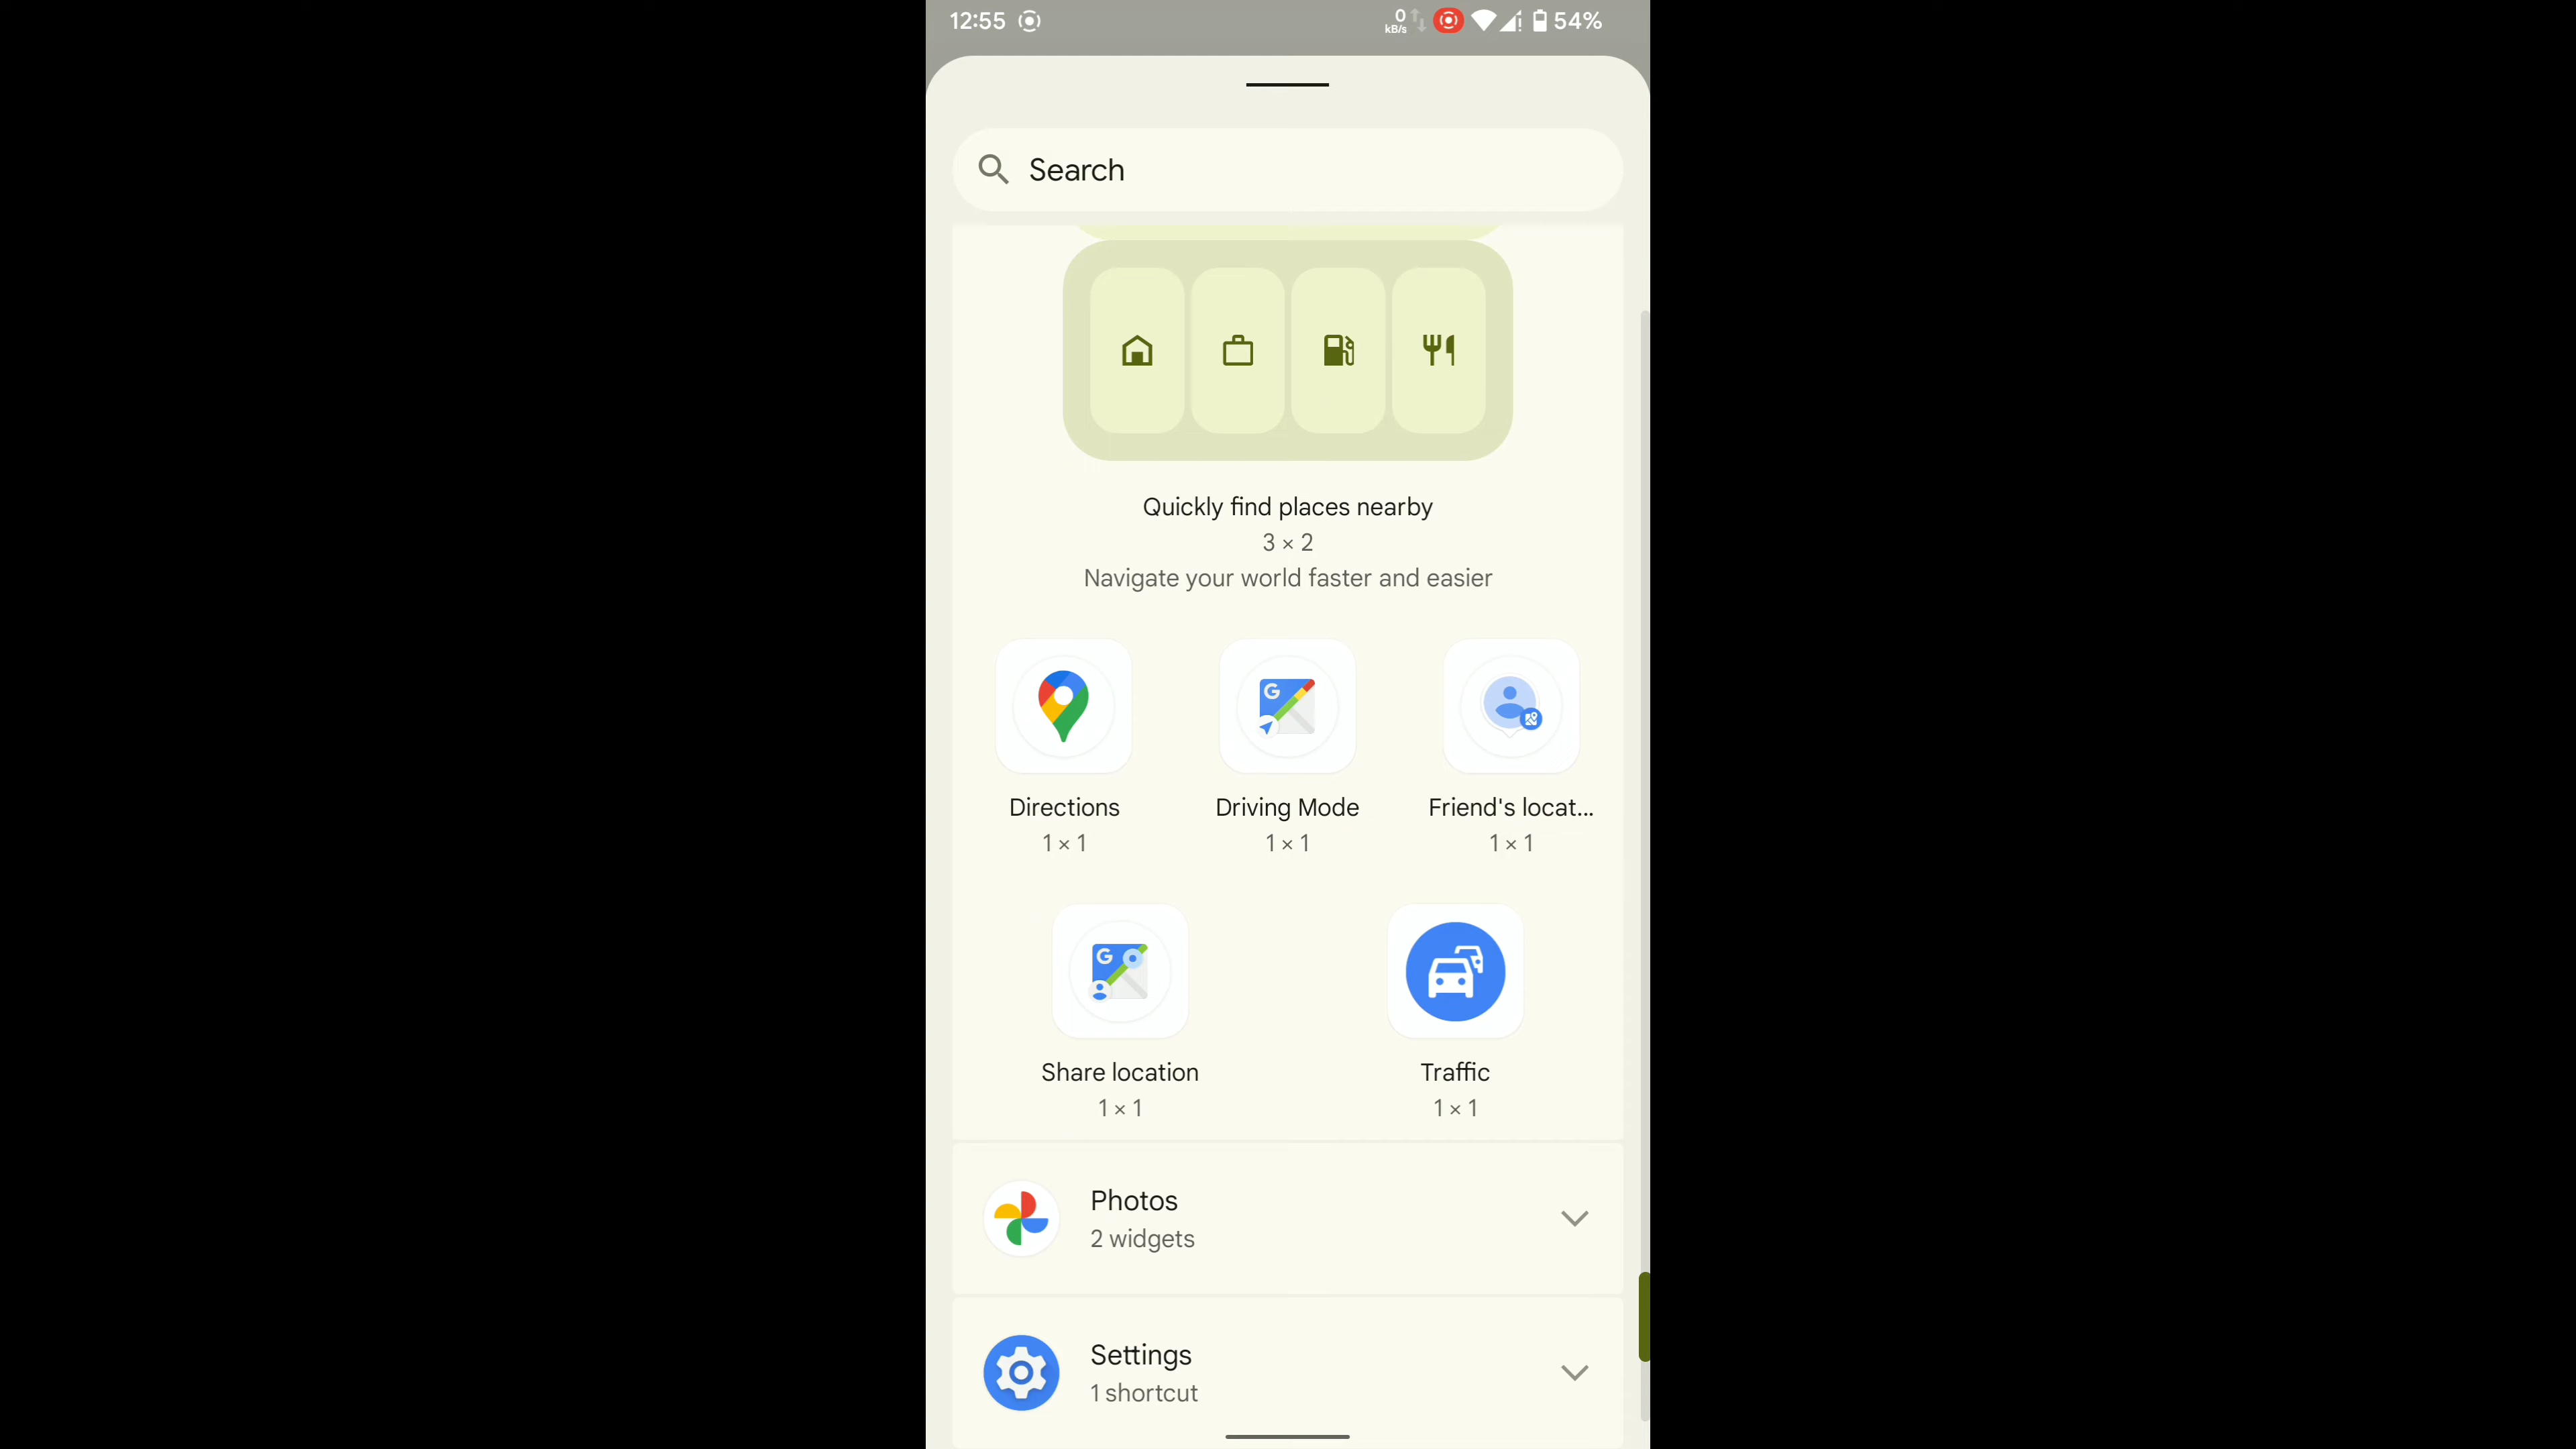 12:55
0
kB/s
54%
Search
Quickly find places nearby
3 × 2
Navigate your world faster and easier
Directions
1 × 1
Driving Mode
1 × 1
Friend's locat...
1 × 1
Share location
1 × 1
Traffic
1 × 1
Photos
2 widgets
Settings
1 shortcut